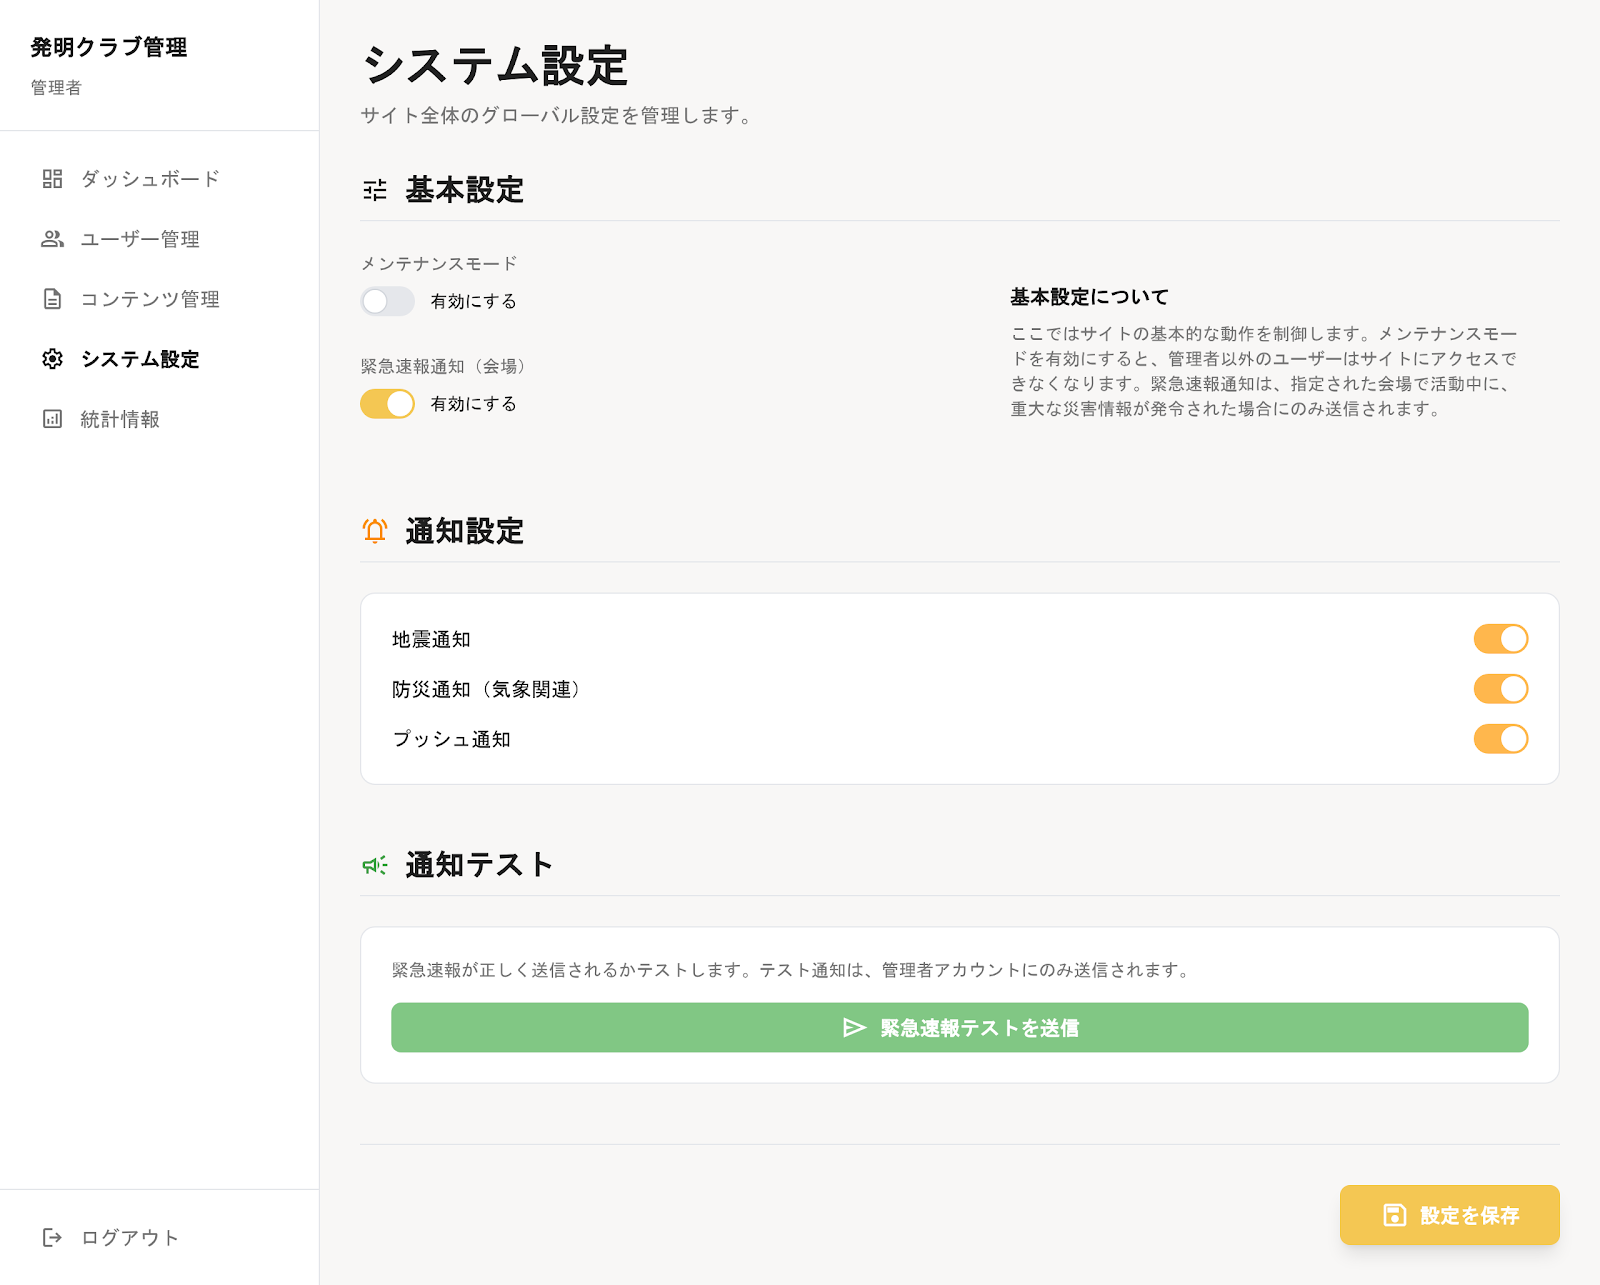 発明クラブ管理
管理者
ダッシュボード
ユーザー管理
コンテンツ管理
システム設定
統計情報
ログアウト
システム設定
サイト全体のグローバル設定を管理します。
基本設定
メンテナンスモード
有効にする
緊急速報通知（会場）
有効にする
基本設定について
ここではサイトの基本的な動作を制御します。メンテナンスモー
ドを有効にすると、管理者以外のユーザーはサイトにアクセスで
きなくなります。緊急速報通知は、指定された会場で活動中に、
重大な災害情報が発令された場合にのみ送信されます。
通知設定
地震通知
防災通知（気象関連）
プッシュ通知
通知テスト
緊急速報が正しく送信されるかテストします。テスト通知は、管理者アカウントにのみ送信されます。
緊急速報テストを送信
設定を保存